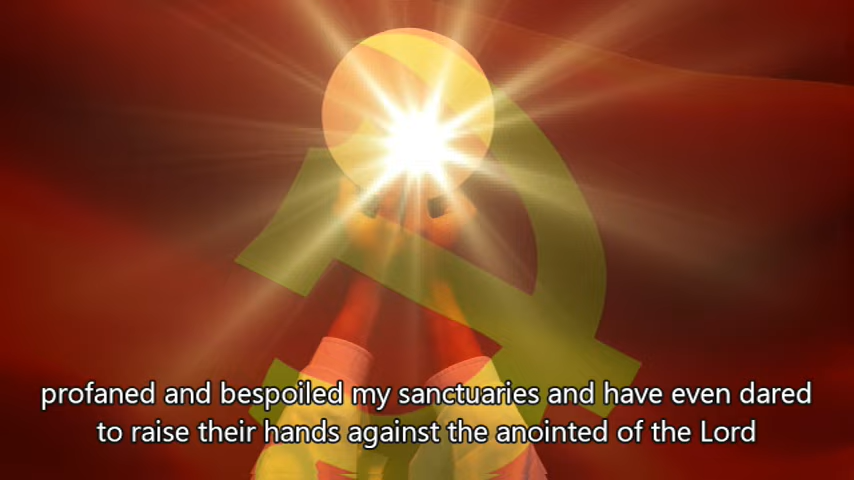 profaned and bespoiled my sanctuaries and have even dared
to raise their hands against the anointed of the Lord